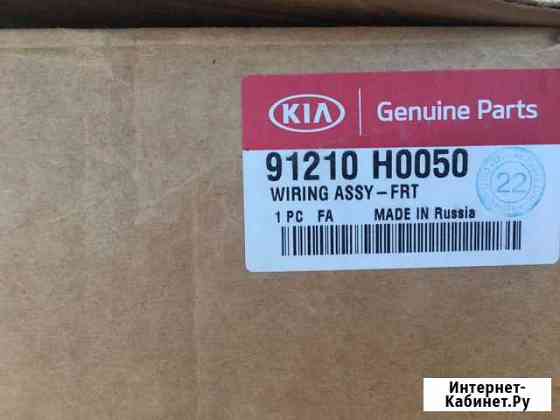 KIA Genuine Parts
91210 H0050
WIRING ASSY-FRT
22
1 PC FA MADE IN Russia
Интернет-
Кабинет.Ру